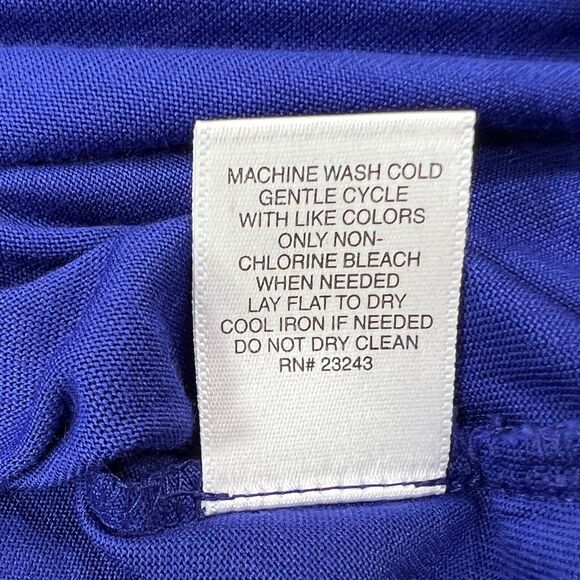 MACHINE WASH COLD
GENTLE CYCLE
WITH LIKE COLORS
ONLY NON-
CHLORINE BLEACH
WHEN NEEDED
LAY FLAT TO DRY
COOL IRON IF NEEDED
DO NOT DRY CLEAN
RN# 23243